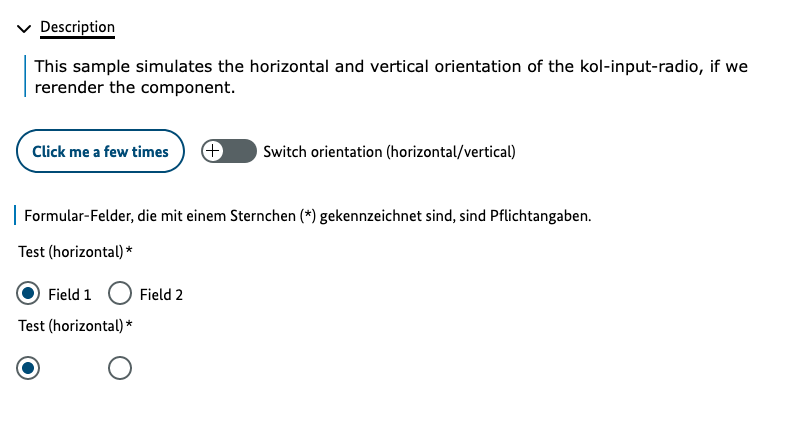 Description
This sample simulates the horizontal and vertical orientation of the kol-input-radio, if we
rerender the component.
Click me a few times
Switch orientation (horizontal/vertical)
Formular-Felder, die mit einem Sternchen (*) gekennzeichnet sind, sind Pflichtangaben.
Test (horizontal)*
Field 1 Field 2
Test (horizontal)*